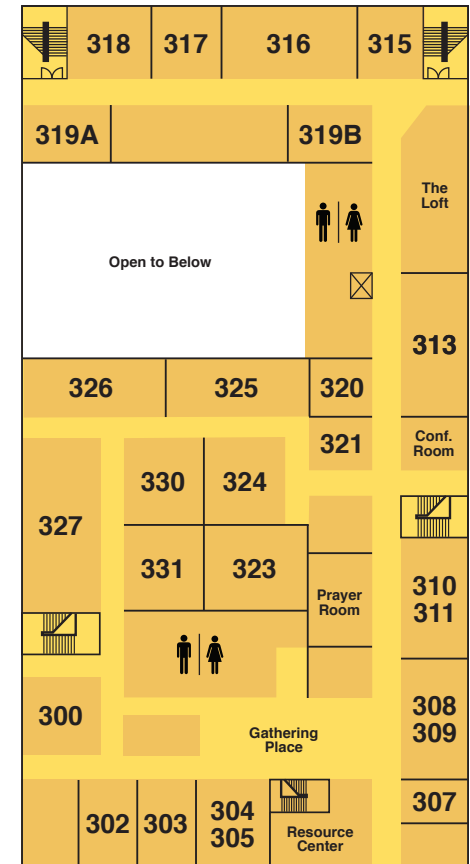 318
317
316
315
319A
319B
The
Loft
Open to Below
313
326
325
320
321
Conf.
Room
330
324
327
331
323
310
311
Prayer
Room
300
308
309
Gathering
Place
302
303
304
305
307
Resource
Center